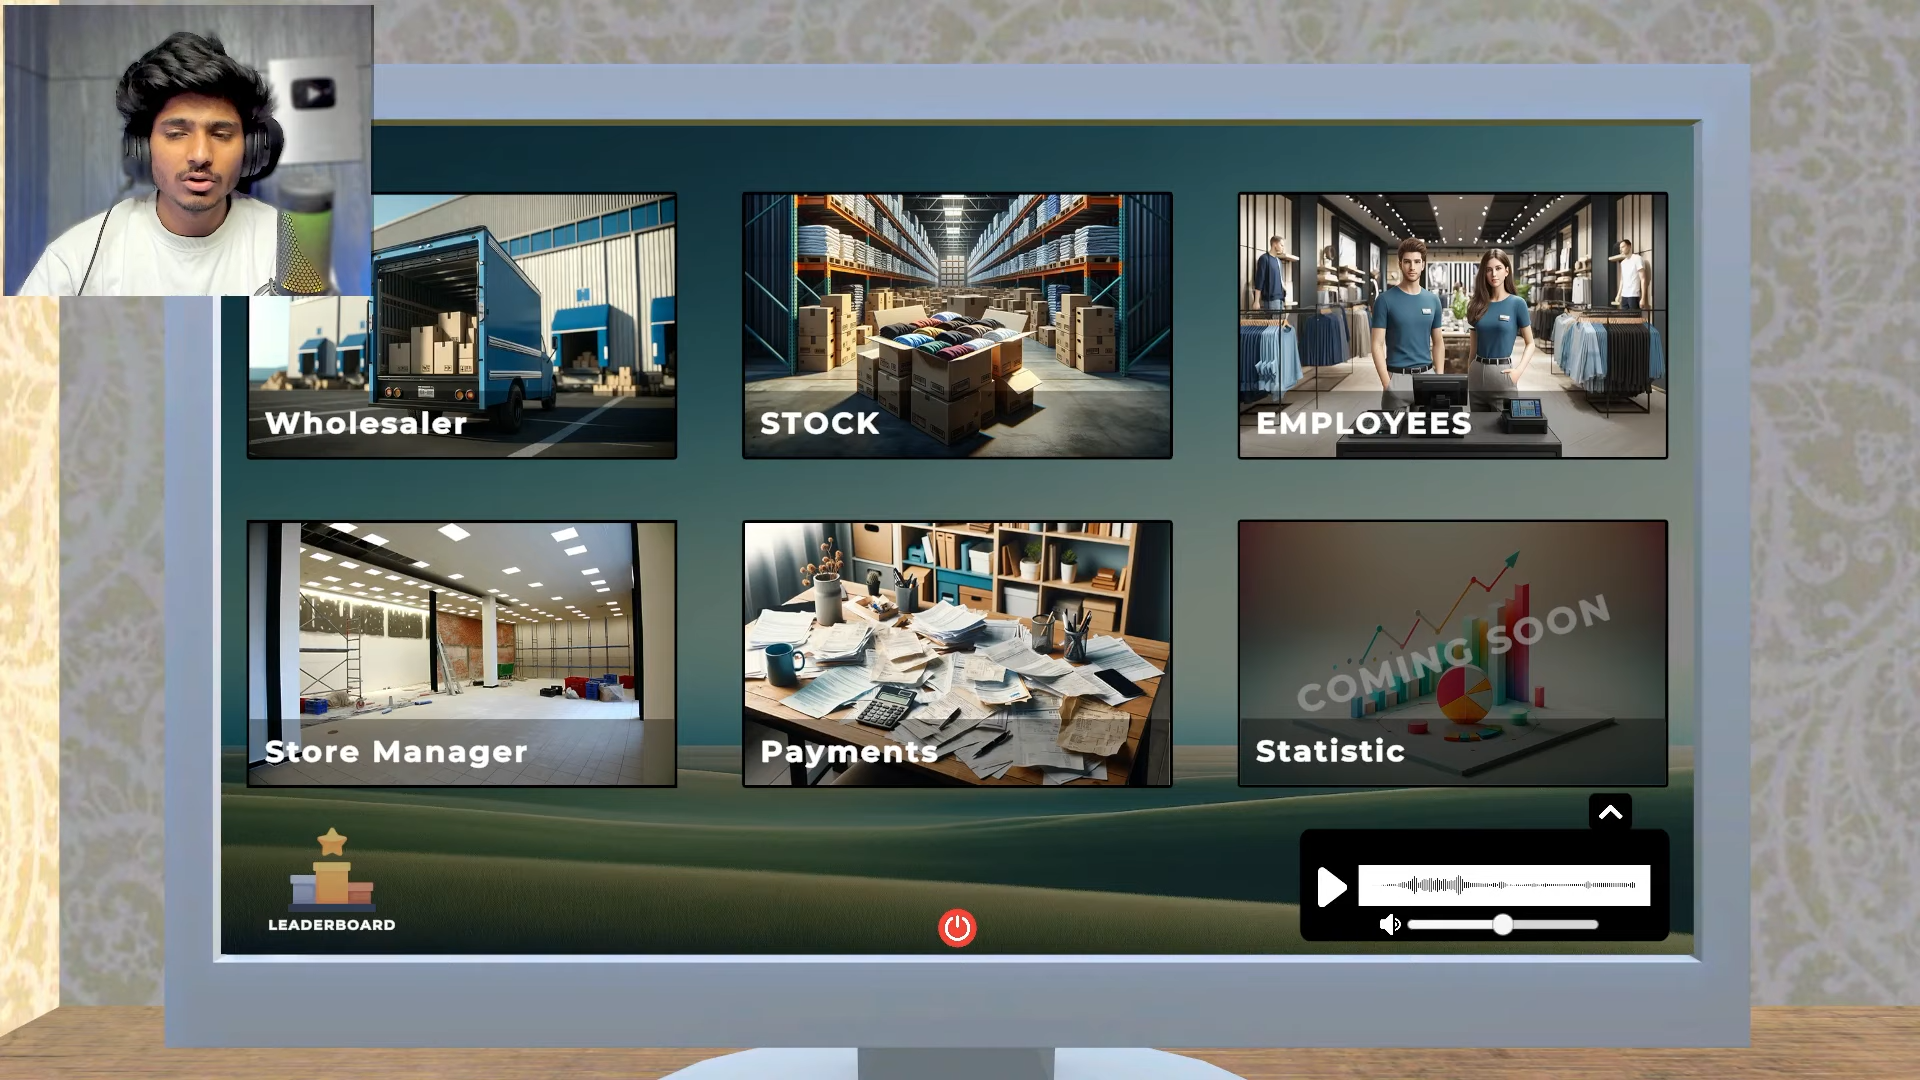 Wholesaler
STOCK
EMPLOYEES
Store Manager
Payments
COMING SOON
Statistic
LEADERBOARD